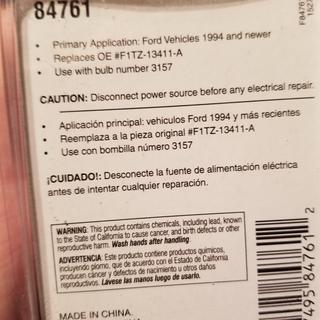 84761
• Primary Application: Ford Vehicles 1994 and newer
• Replaces OE #F1TZ-13411-A
• Use with bulb number 3157
CAUTION: Disconnect power source before any electrical repair.
• Aplicación principal: vehiculos Ford 1994 y más recientes
• Reemplaza a la pieza original #F1TZ-13411-A
• Use con bombilla número 3157
¡CUIDADO!: Desconecte la fuente de alimentación eléctrica
antes de intentar cualquier reparación.
WARNING: This product contains chemicals, including lead, known
to the State of California to cause cancer, and birth defects or other
reproductive harm. Wash hands after handling.
ADVERTENCIA: Este producto contiene productos químicos,
incluyendo plomo, que de acuerdo con el Estado de California
producen cáncer y defectos de nacimiento u otros daños
reproductivos. Lávese las manos luego de usarlo.
MADE IN CHINA.
F84761
1522
495 84761 2